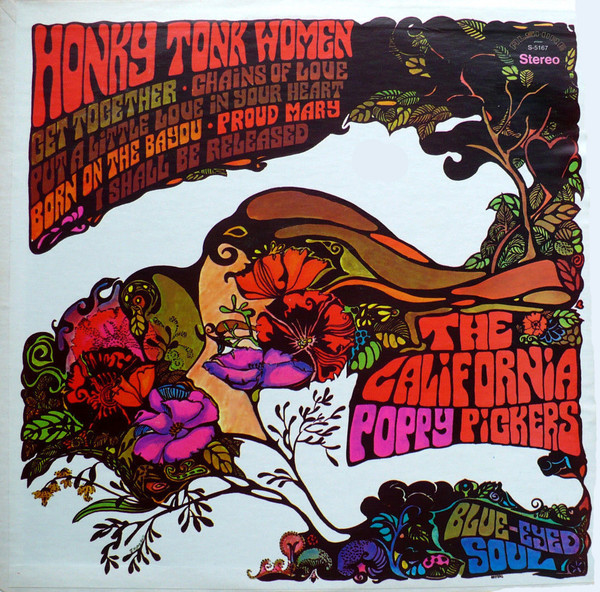 HONKY TONK WOMEN
GET TOGETHER · CHAINS OF LOVE
PUT A LITTLE LOVE IN YOUR HEART
BORN ON THE BAYOU · PROUD MARY
I SHALL BE RELEASED
S-5167
Stereo
THE
CALIFORNIA
POPPY PICKERS
BLUE-EYED
SOUL